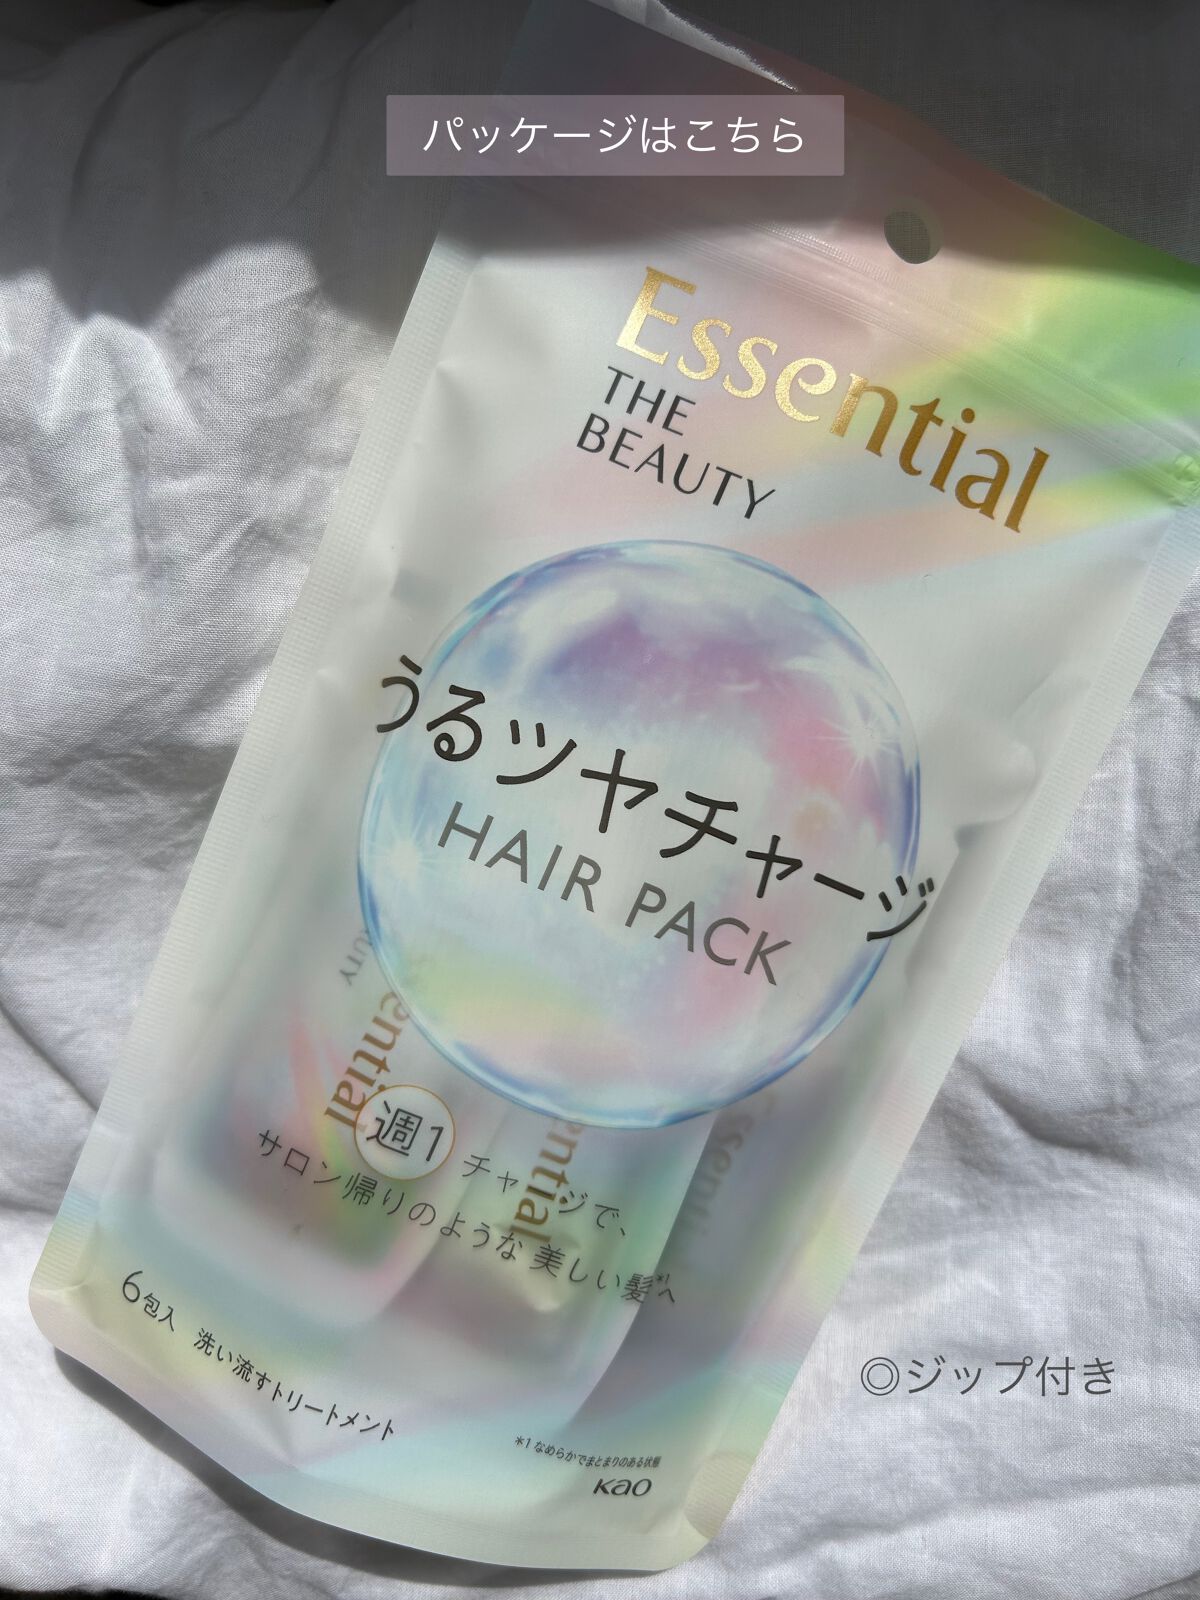 パッケージはこちら
Essential
THE
BEAUTY
うるツヤチャージ
HAIR PACK
週1 チャージで、
サロン帰りのような 美しい髪*1へ
6包入 洗い流すトリートメント
*1 なめらかでまとまりのある状態
Kao
◎ジップ付き